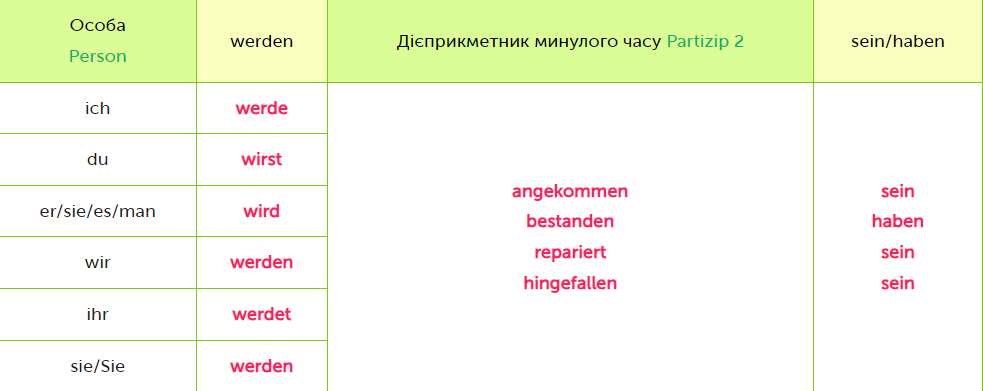 Особа
Person
werden
Дієприкметник минулого часу Partizip 2
sein/haben
ich
werde
du
wirst
er/sie/es/man
wird
wir
werden
ihr
werdet
sie/Sie
werden
angekommen
bestanden
repariert
hingefallen
sein
haben
sein
sein